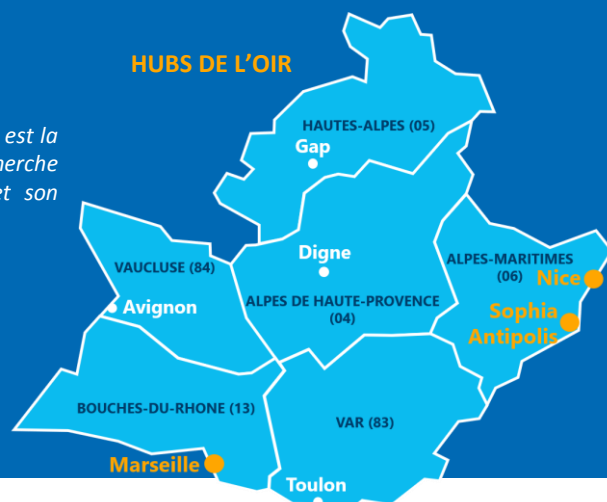 HUBS DE L'OIR
est la
et son
HAUTES-ALPES (05)
Gap
Digne
VAUCLUSE (84)
Avignon
ALPES DE HAUTE-PROVENCE
(04)
ALPES-MARITIMES
(06)
Nice
Sophia
Antipolis
BOUCHES-DU-RHONE (13)
VAR (83)
Marseille
Toulon